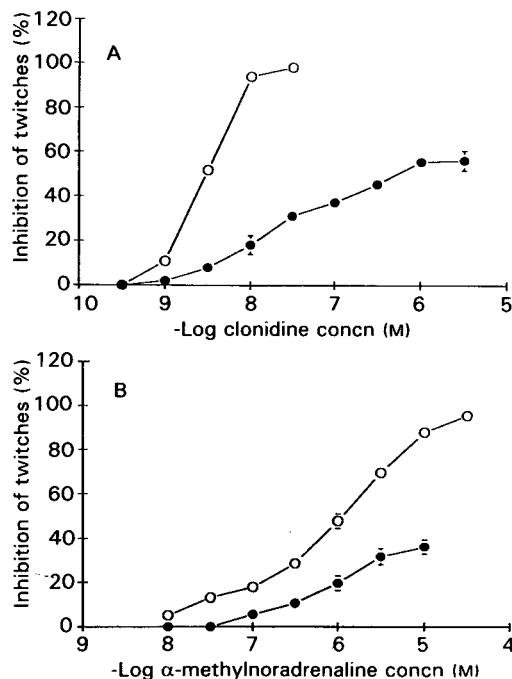 120
A
100
80
60
40
20
0
Inhibition of twitches (%)
10 9 8 7 6 5
-Log clonidine concn (M)
120
B
100
80
60
40
20
0
Inhibition of twitches (%)
9 8 7 6 5 4
-Log α-methylnoradrenaline concn (M)